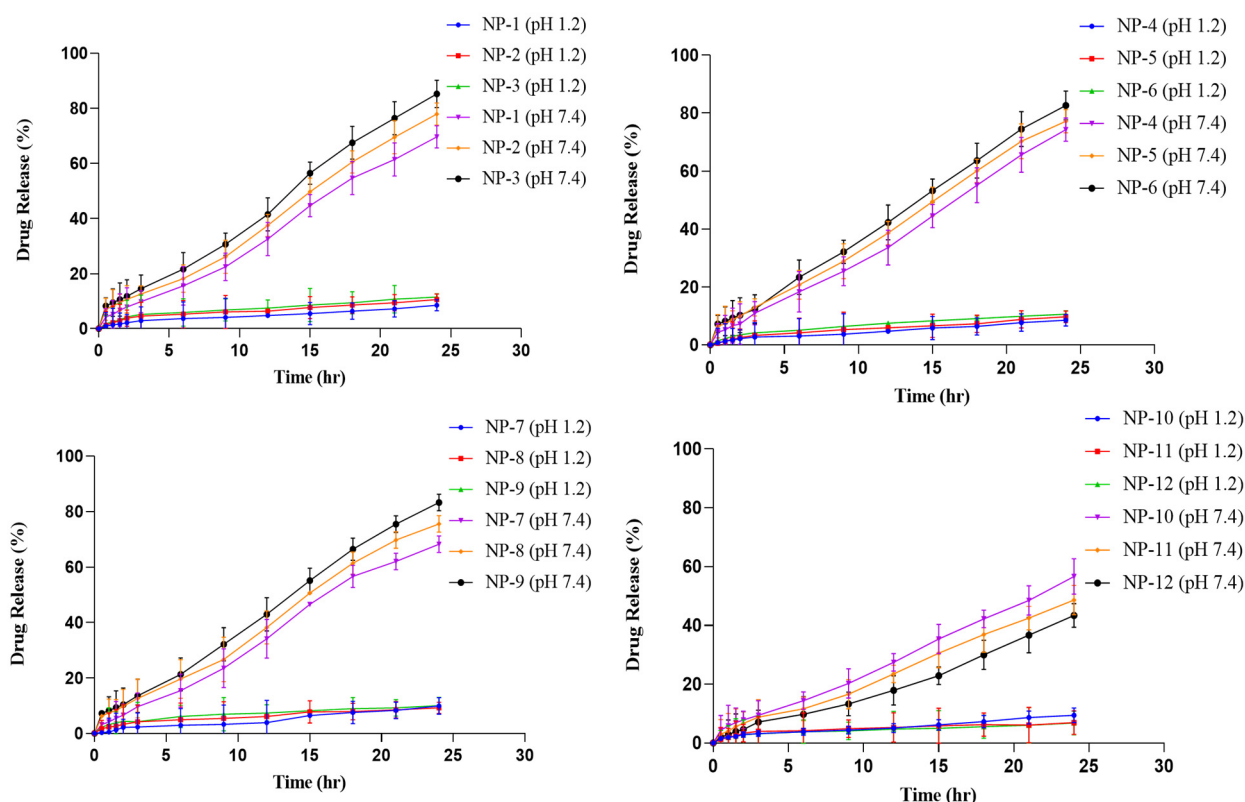 NP-1 (pH 1.2)
NP-2 (pH 1.2)
NP-3 (pH 1.2)
NP-1 (pH 7.4)
NP-2 (pH 7.4)
NP-3 (pH 7.4)
Drug Release (%)
100
80
60
40
20
0
0 5 10 15 20 25 30
Time (hr)
NP-4 (pH 1.2)
NP-5 (pH 1.2)
NP-6 (pH 1.2)
NP-4 (pH 7.4)
NP-5 (pH 7.4)
NP-6 (pH 7.4)
Drug Release (%)
100
80
60
40
20
0
0 5 10 15 20 25 30
Time (hr)
NP-7 (pH 1.2)
NP-8 (pH 1.2)
NP-9 (pH 1.2)
NP-7 (pH 7.4)
NP-8 (pH 7.4)
NP-9 (pH 7.4)
Drug Release (%)
100
80
60
40
20
0
0 5 10 15 20 25 30
Time (hr)
NP-10 (pH 1.2)
NP-11 (pH 1.2)
NP-12 (pH 1.2)
NP-10 (pH 7.4)
NP-11 (pH 7.4)
NP-12 (pH 7.4)
Drug Release (%)
100
80
60
40
20
0
0 5 10 15 20 25 30
Time (hr)